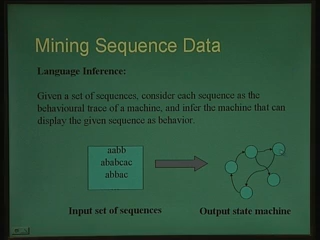 Mining Sequence Data
Language Inference:
Given a set of sequences, consider each sequence as the
behavioural trace of a machine, and infer the machine that can
display the given sequence as behavior.
aabb
ababcac
abbac
.....
Input set of sequences
Output state machine